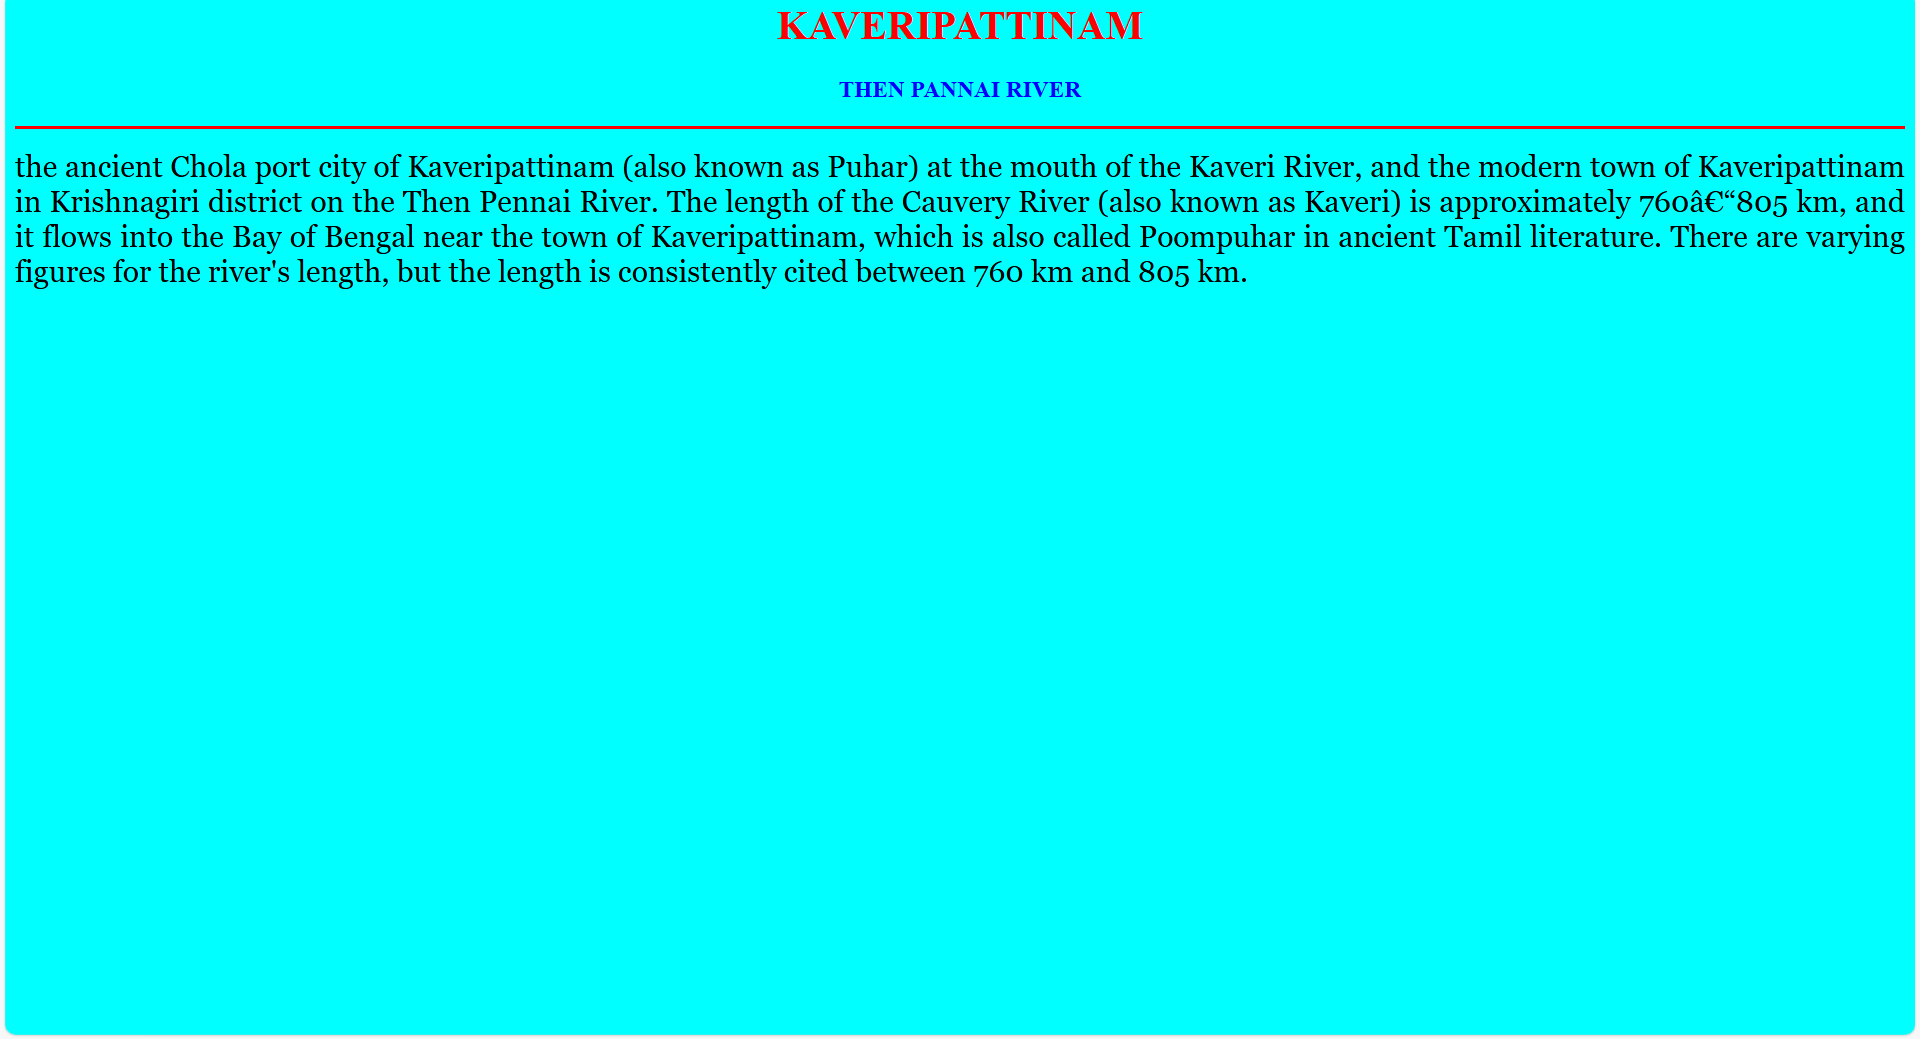 KAVERIPATTINAM
THEN PANNAI RIVER
the ancient Chola port city of Kaveripattinam (also known as Puhar) at the mouth of the Kaveri River, and the modern town of Kaveripattinam
in Krishnagiri district on the Then Pennai River. The length of the Cauvery River (also known as Kaveri) is approximately 760â€“805 km, and
it flows into the Bay of Bengal near the town of Kaveripattinam, which is also called Poompuhar in ancient Tamil literature. There are varying
figures for the river's length, but the length is consistently cited between 760 km and 805 km.